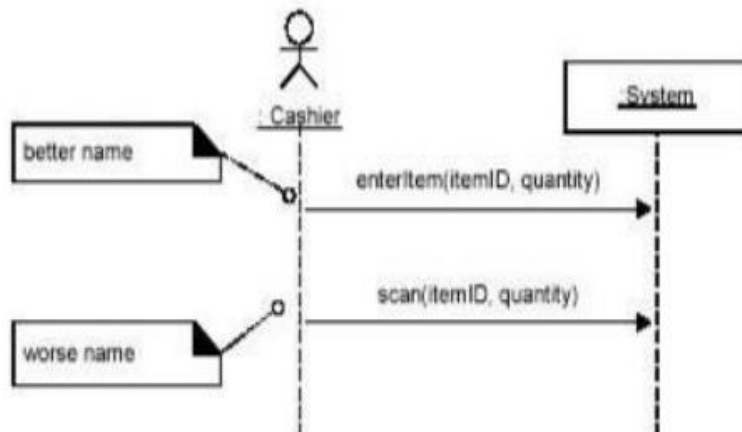 : Cashier
:System
better name
enterItem(itemID, quantity)
scan(itemID, quantity)
worse name